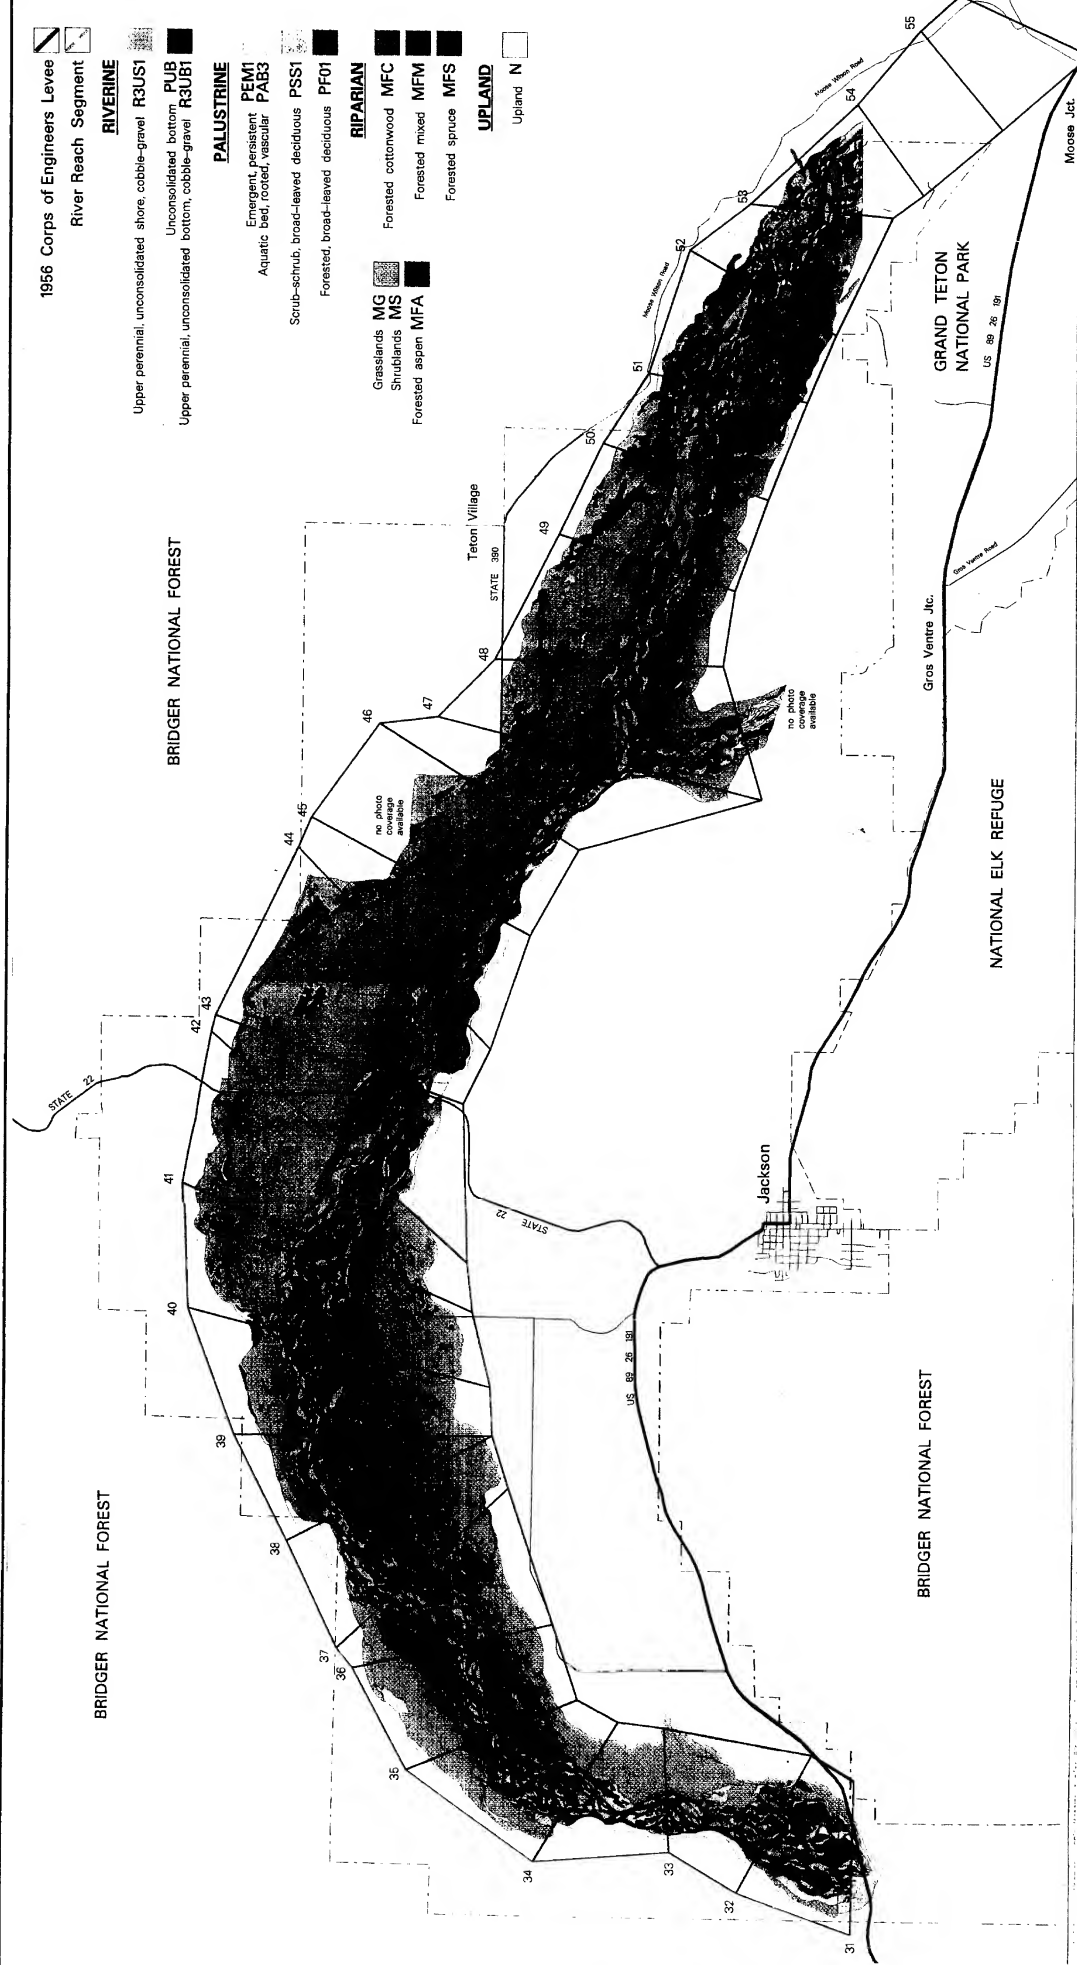 1956 Corps of Engineers Levee
River Reach Segment
RIVERINE
Upper perennial, unconsolidated shore, cobble-gravel R3US1
Unconsolidated bottom PUB
Upper perennial, unconsolidated bottom, cobble-gravel R3UB1
PALUSTRINE
Emergent, persistent PEM1
Aquatic bed, rooted, vascular PAB3
Scrub-schrub, broad-leaved deciduous PSS1
Forested, broad-leaved deciduous PF01
RIPARIAN
Grasslands MG
Shrublands MS
Forested aspen MFA
Forested cottonwood MFC
Forested mixed MFM
Forested spruce MFS
UPLAND
Upland N
BRIDGER NATIONAL FOREST
BRIDGER NATIONAL FOREST
STATE 22
Teton Village
STATE 390
Moose Wilson Road
Moose Wilson Road
31
32
33
34
35
36
37
38
39
40
41
42
43
44
45
46
47
48
49
50
51
52
53
54
55
no photo
coverage
available
no photo
coverage
available
GRAND TETON
NATIONAL PARK
US 89 26 191
Moose Jct.
Gros Ventre Road
Gros Ventre Jtc.
NATIONAL ELK REFUGE
Jackson
STATE 22
US 89 26 191
BRIDGER NATIONAL FOREST